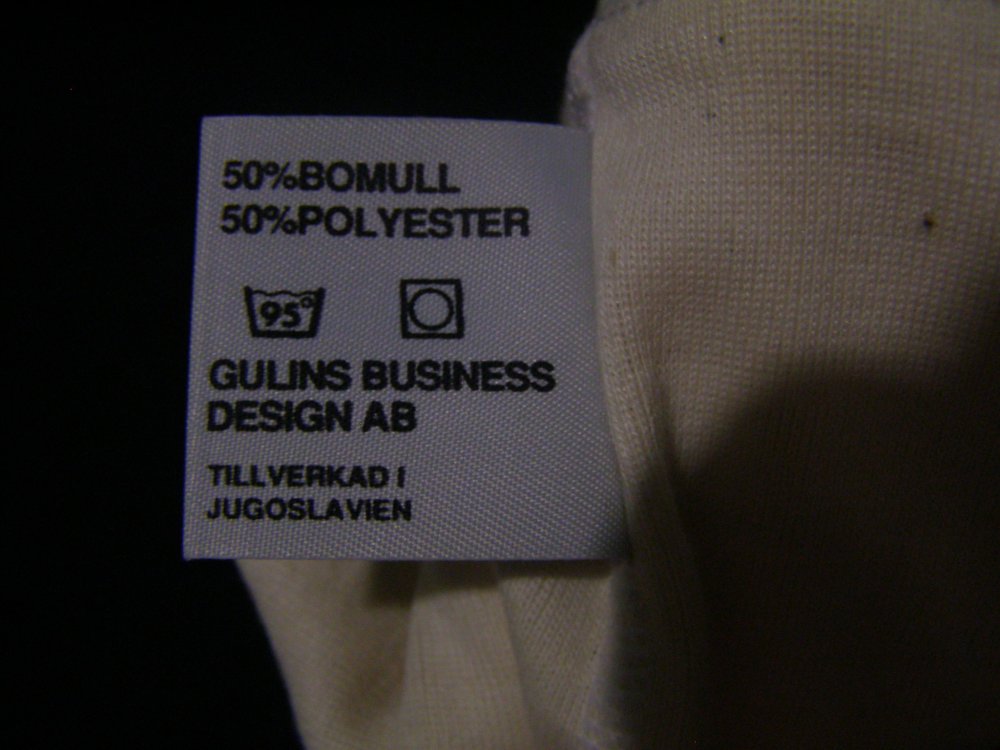 50%BOMULL
50%POLYESTER
95°
GULINS BUSINESS
DESIGN AB
TILLVERKAD I
JUGOSLAVIEN